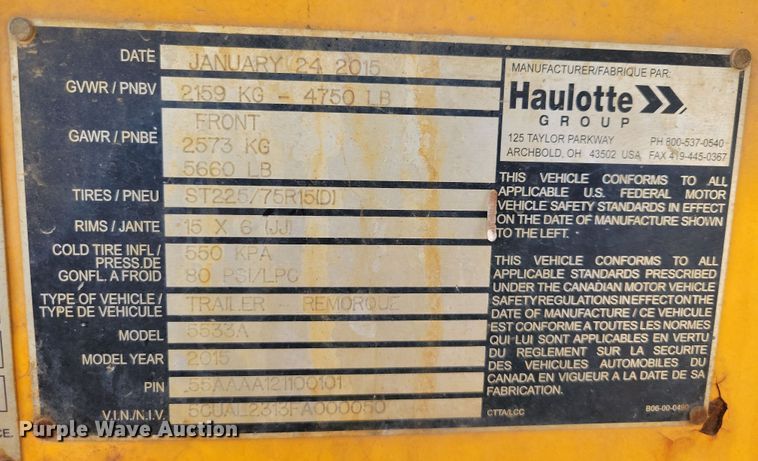 DATE JANUARY 24 2015
GVWR / PNBV 2159 KG - 4750 LB
GAWR / PNBE FRONT
2573 KG
5660 LB
TIRES / PNEU ST225/75R15(D)
RIMS / JANTE 15 X 6 (JJ)
COLD TIRE INFL / PRESS.DE GONFL. A FROID
550 KPA
80 PSI/LPC
TYPE OF VEHICLE / TYPE DE VEHICULE
TRAILER - REMORQUE
MODEL 5533A
MODEL YEAR 2015
PIN 55AAAA121100101
V.I.N./N.I.V. 5CUAL2313FA000050
MANUFACTURER/FABRIQUE PAR:
Haulotte
GROUP
125 TAYLOR PARKWAY PH 800-537-0540
ARCHBOLD, OH 43502 USA FAX 419-445-0367
THIS VEHICLE CONFORMS TO ALL
APPLICABLE U.S. FEDERAL MOTOR
VEHICLE SAFETY STANDARDS IN EFFECT
ON THE DATE OF MANUFACTURE SHOWN
TO THE LEFT.
THIS VEHICLE CONFORMS TO ALL
APPLICABLE STANDARDS PRESCRIBED
UNDER THE CANADIAN MOTOR VEHICLE
SAFETY REGULATIONS IN EFFECT ON THE
DATE OF MANUFACTURE / CE VEHICULE
EST CONFORME A TOUTES LES NORMES
QUI LUI SONT APPLICABLES EN VERTU
DU REGLEMENT SUR LA SECURITE
DES VEHICULES AUTOMOBILES DU
CANADA EN VIGUEUR A LA DATE DE SA
FABRICATION.
CTTA/LCC B06-00-0490
CE.
Purple Wave Auction